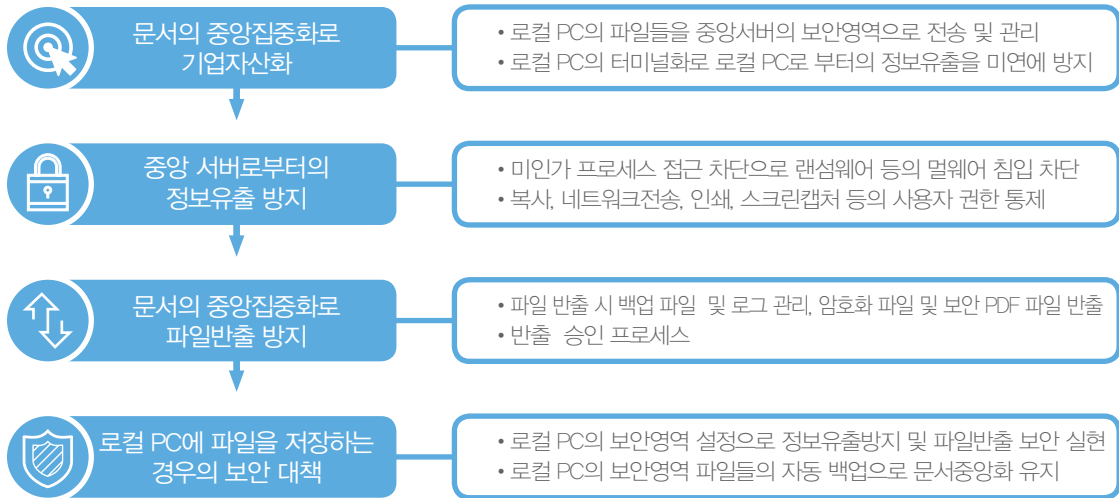 문서의 중앙집중화로
기업자산화
• 로컬 PC의 파일들을 중앙서버의 보안영역으로 전송 및 관리
• 로컬 PC의 터미널화로 로컬 PC로 부터의 정보유출을 미연에 방지
중앙 서버로부터의
정보유출 방지
• 미인가 프로세스 접근 차단으로 랜섬웨어 등의 멀웨어 침입 차단
• 복사, 네트워크전송, 인쇄, 스크린캡처 등의 사용자 권한 통제
문서의 중앙집중화로
파일반출 방지
• 파일 반출 시 백업 파일 및 로그 관리, 암호화 파일 및 보안 PDF 파일 반출
• 반출 승인 프로세스
로컬 PC에 파일을 저장하는
경우의 보안 대책
• 로컬 PC의 보안영역 설정으로 정보유출방지 및 파일반출 보안 실현
• 로컬 PC의 보안영역 파일들의 자동 백업으로 문서중앙화 유지